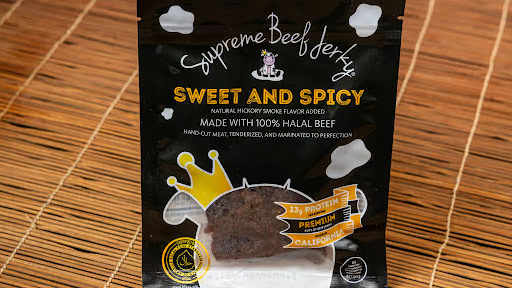 Supreme Beef Jerky®
SWEET AND SPICY
NATURAL HICKORY SMOKE FLAVOR ADDED
MADE WITH 100% HALAL BEEF
HAND-CUT MEAT, TENDERIZED, AND MARINATED TO PERFECTION
13g PROTEIN
PREMIUM
CALIFORNIA